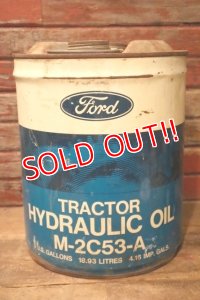 Ford
SOLD OUT!!
TRACTOR
HYDRAULIC OIL
M-2C53-A
U.S. GALLONS 18.93 LITRES 4.16 IMP. GALS.